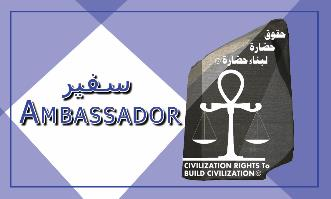 سفير
AMBASSADOR
حقوق
حضارة
لبناء حضارة©
CIVILIZATION RIGHTS To
BUILD CIVILIZATION©